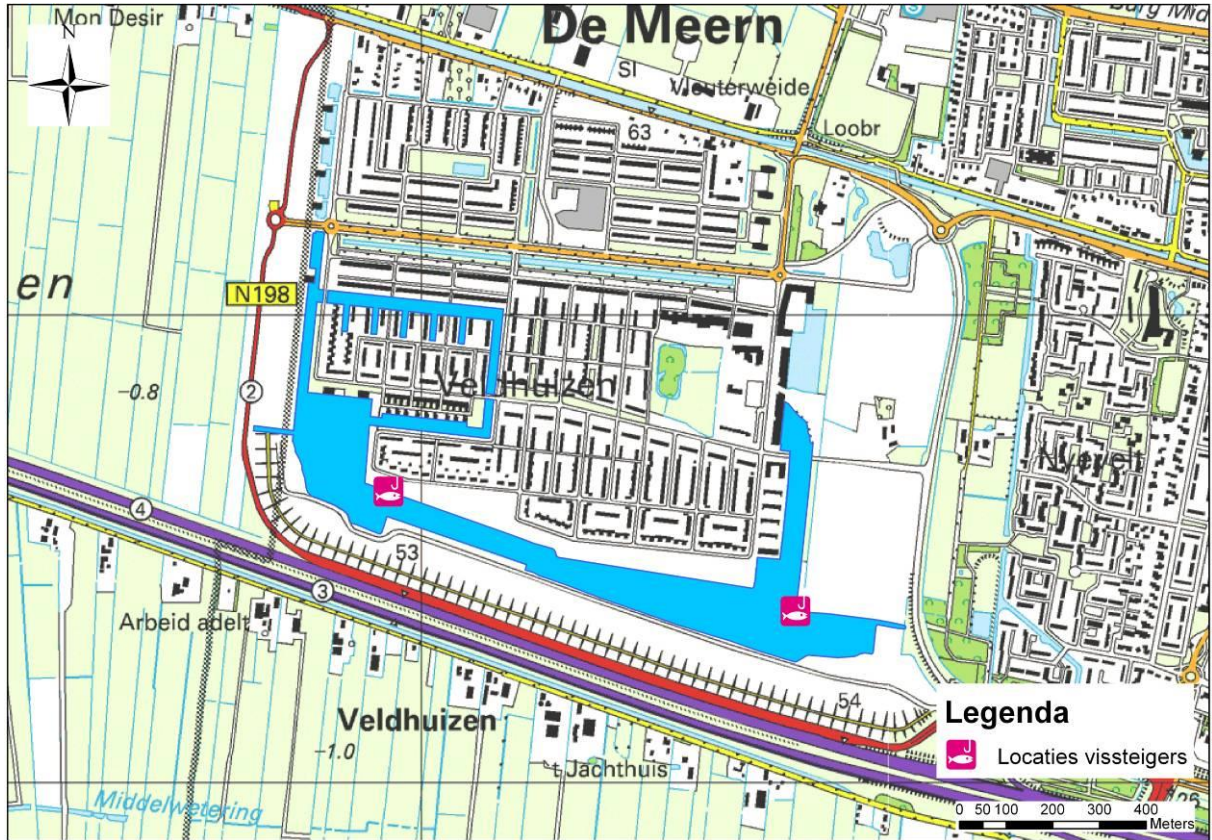 Mon Desir
De Meern
N
Sl
Vleuterweide
63
Loobr
en
N198
2
Veldhuizen
-0.8
Nyevelt
4
53
3
Arbeid adelt
54
Veldhuizen
-1.0
't Jachthuis
Middelwetering
Legenda
Locaties vissteigers
0 50 100 200 300 400
Meters